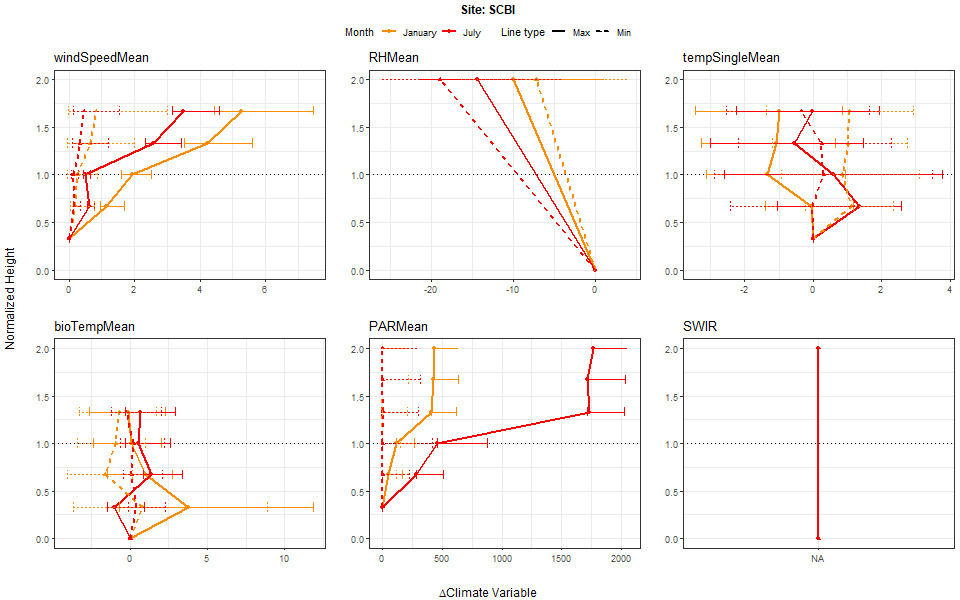 Site: SCBI
Month January July Line type Max Min
windSpeedMean RHMean tempSingleMean
2.0 2.0 2.0
1.5 1.5 1.5
1.0 1.0 1.0
0.5 0.5 0.5
0.0 0.0 0.0
0 2 4 6 -20 -10 0 -2 0 2 4
Normalized Height
bioTempMean PARMean SWIR
2.0 2.0 2.0
1.5 1.5 1.5
1.0 1.0 1.0
0.5 0.5 0.5
0.0 0.0 0.0
0 5 10 0 500 1000 1500 2000 NA
ΔClimate Variable